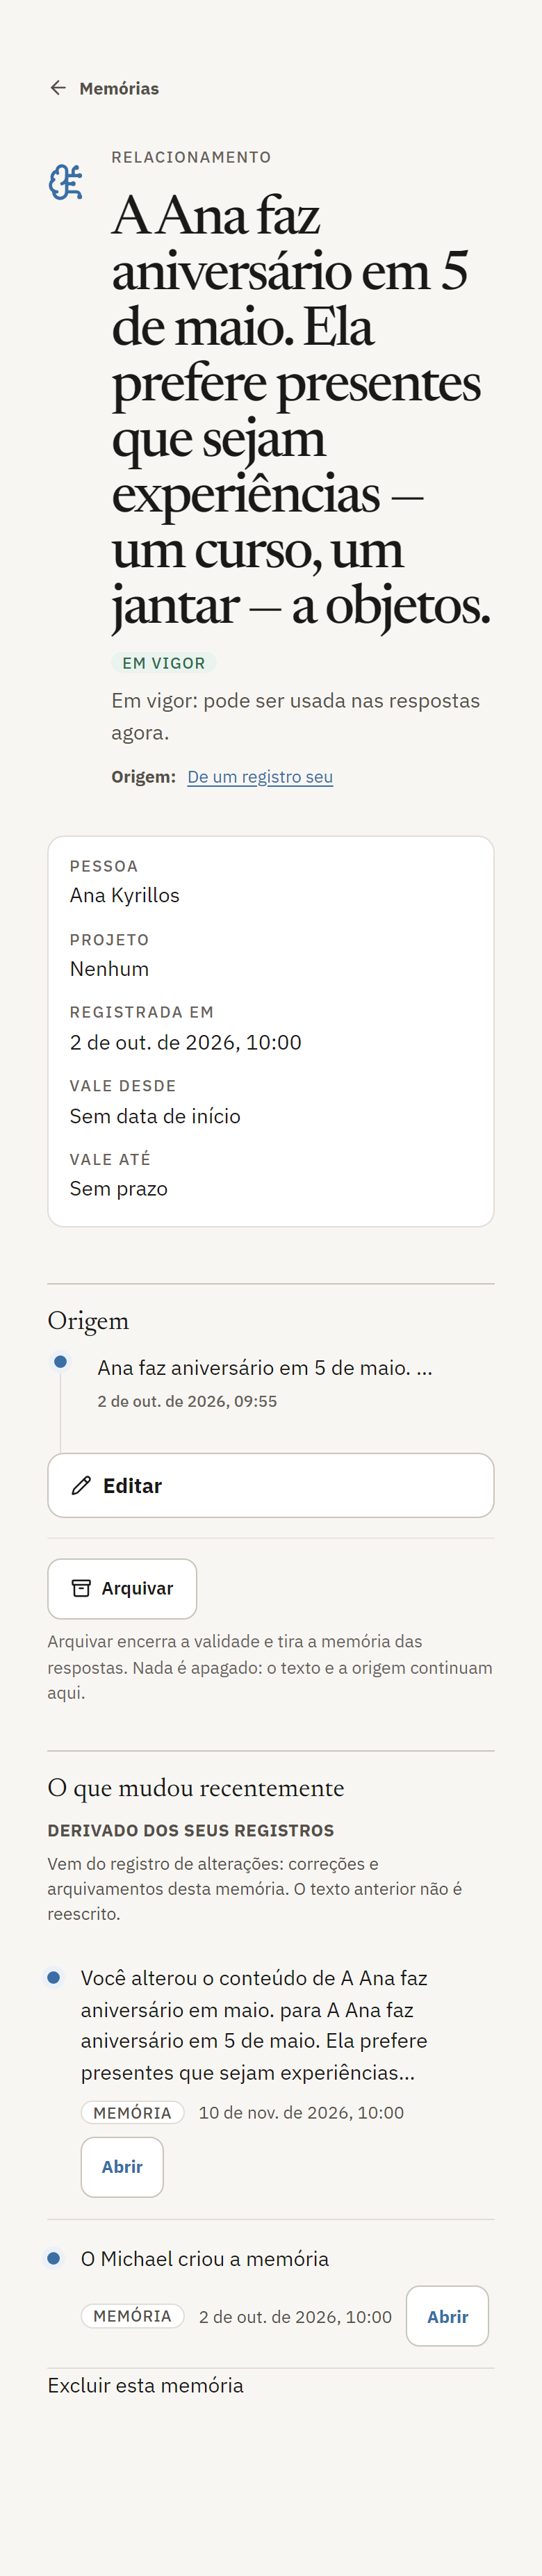 Memórias
RELACIONAMENTO
A Ana faz
aniversário em 5
de maio. Ela
prefere presentes
que sejam
experiências —
um curso, um
jantar — a objetos.
EM VIGOR
Em vigor: pode ser usada nas respostas
agora.
Origem: De um registro seu
PESSOA
Ana Kyrillos
PROJETO
Nenhum
REGISTRADA EM
2 de out. de 2026, 10:00
VALE DESDE
Sem data de início
VALE ATÉ
Sem prazo
Origem
Ana faz aniversário em 5 de maio. ...
2 de out. de 2026, 09:55
Editar
Arquivar
Arquivar encerra a validade e tira a memória das
respostas. Nada é apagado: o texto e a origem continuam
aqui.
O que mudou recentemente
DERIVADO DOS SEUS REGISTROS
Vem do registro de alterações: correções e
arquivamentos desta memória. O texto anterior não é
reescrito.
Você alterou o conteúdo de A Ana faz
aniversário em maio. para A Ana faz
aniversário em 5 de maio. Ela prefere
presentes que sejam experiências...
MEMÓRIA 10 de nov. de 2026, 10:00
Abrir
O Michael criou a memória
MEMÓRIA 2 de out. de 2026, 10:00 Abrir
Excluir esta memória